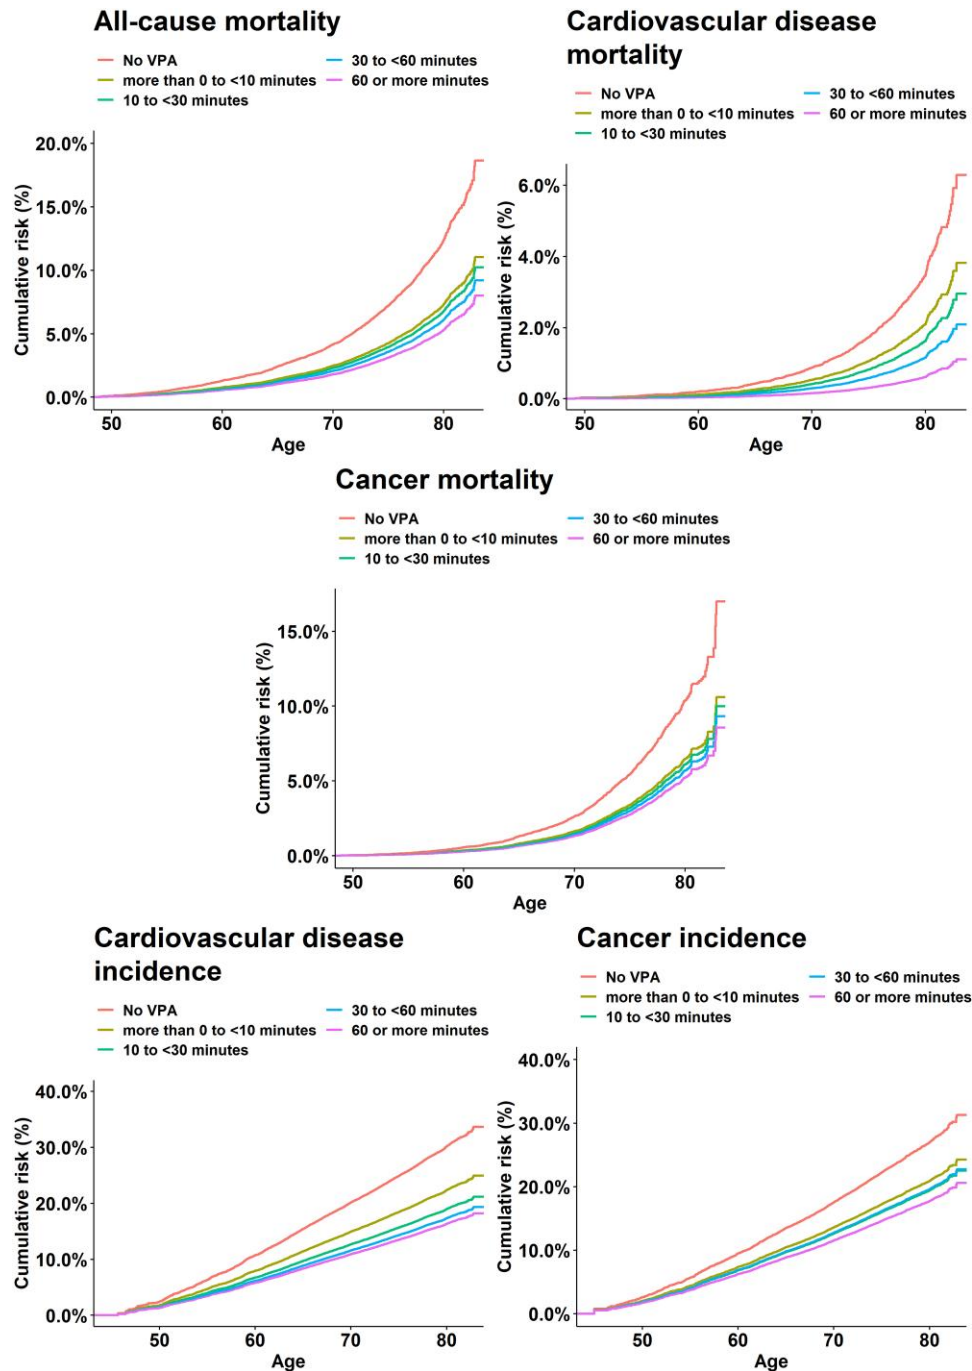 All-cause mortality
No VPA
30 to <60 minutes
more than 0 to <10 minutes
60 or more minutes
10 to <30 minutes
20.0%
15.0%
10.0%
5.0%
0.0%
Cumulative risk (%)
50 60 70 80
Age
Cardiovascular disease
mortality
No VPA
30 to <60 minutes
more than 0 to <10 minutes
60 or more minutes
10 to <30 minutes
6.0%
4.0%
2.0%
0.0%
Cumulative risk (%)
50 60 70 80
Age
Cancer mortality
No VPA
30 to <60 minutes
more than 0 to <10 minutes
60 or more minutes
10 to <30 minutes
15.0%
10.0%
5.0%
0.0%
Cumulative risk (%)
50 60 70 80
Age
Cardiovascular disease
incidence
No VPA
30 to <60 minutes
more than 0 to <10 minutes
60 or more minutes
10 to <30 minutes
40.0%
30.0%
20.0%
10.0%
0.0%
Cumulative risk (%)
50 60 70 80
Age
Cancer incidence
No VPA
30 to <60 minutes
more than 0 to <10 minutes
60 or more minutes
10 to <30 minutes
40.0%
30.0%
20.0%
10.0%
0.0%
Cumulative risk (%)
50 60 70 80
Age